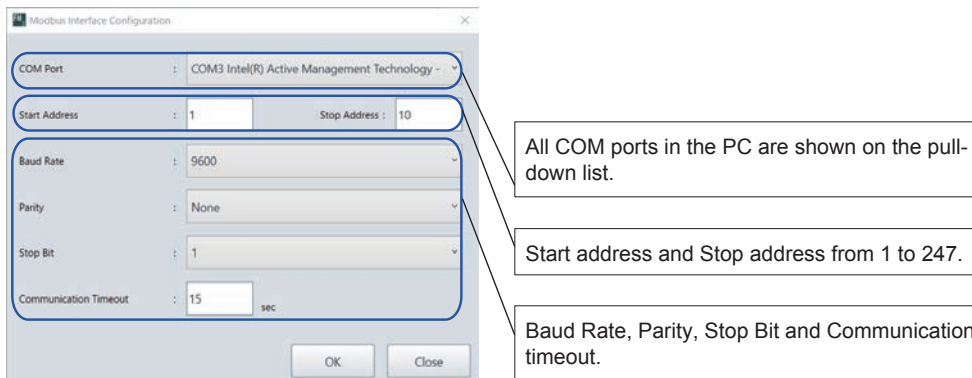 Modbus Interface Configuration
COM Port : COM3 Intel(R) Active Management Technology -
Start Address : 1 Stop Address : 10
Baud Rate : 9600
Parity : None
Stop Bit : 1
Communication Timeout : 15 sec
OK Close
All COM ports in the PC are shown on the pull-
down list.
Start address and Stop address from 1 to 247.
Baud Rate, Parity, Stop Bit and Communication
timeout.